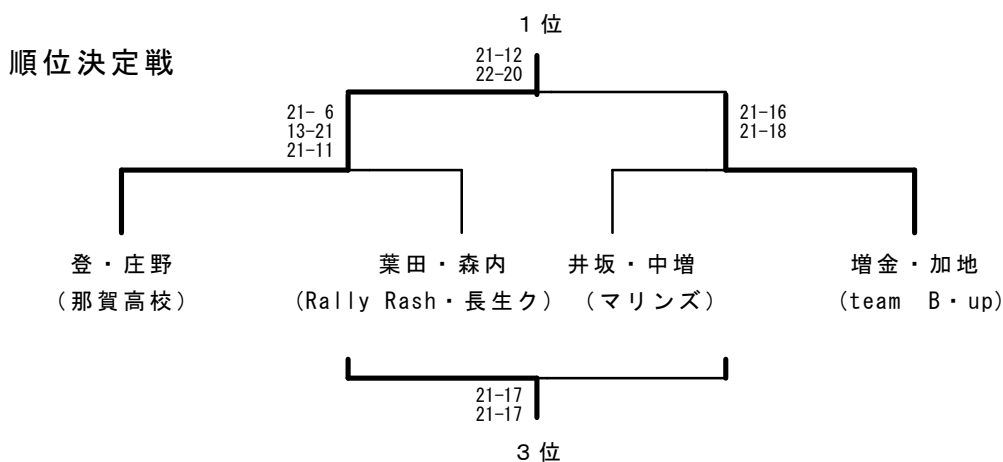 1位
順位決定戦
21-12
22-20
21- 6
13-21
21-11
21-16
21-18
登・庄野
(那賀高校)
葉田・森内
(Rally Rash・長生ク)
井坂・中増
(マリンズ)
増金・加地
(team B・up)
21-17
21-17
3位